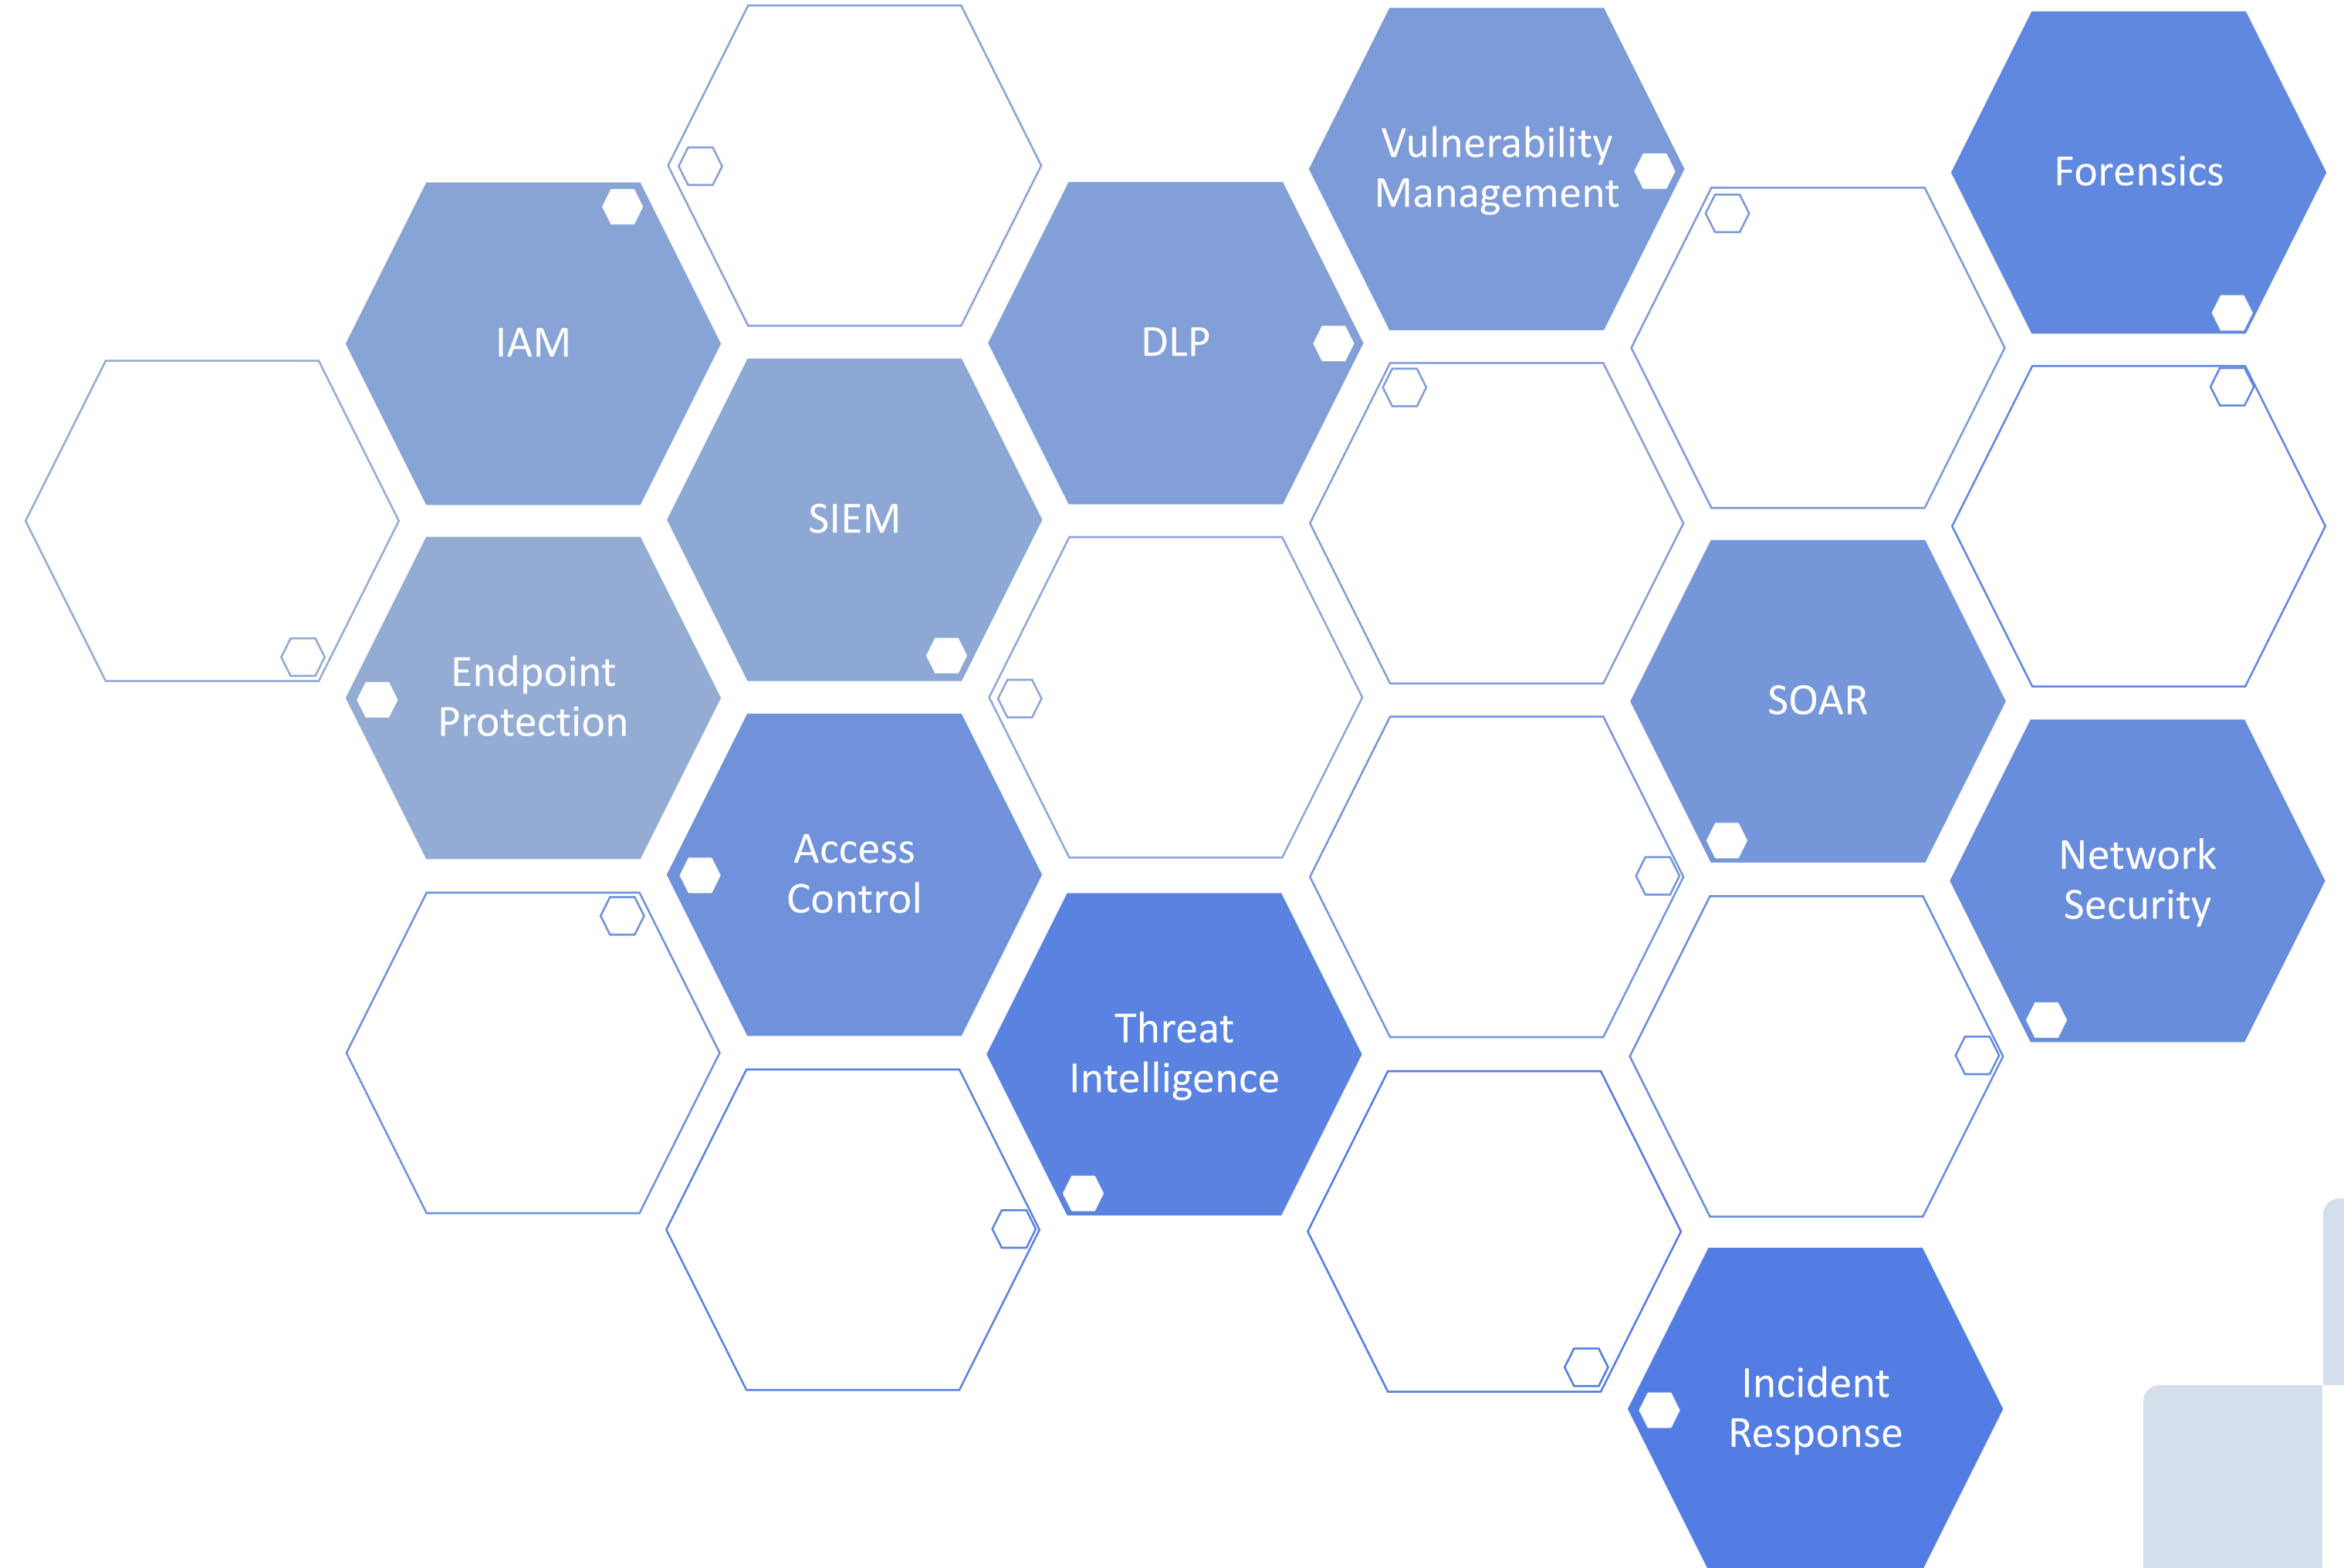 Vulnerability
Management
Forensics
IAM
DLP
SIEM
Endpoint
Protection
SOAR
Access
Control
Network
Security
Threat
Intelligence
Incident
Response